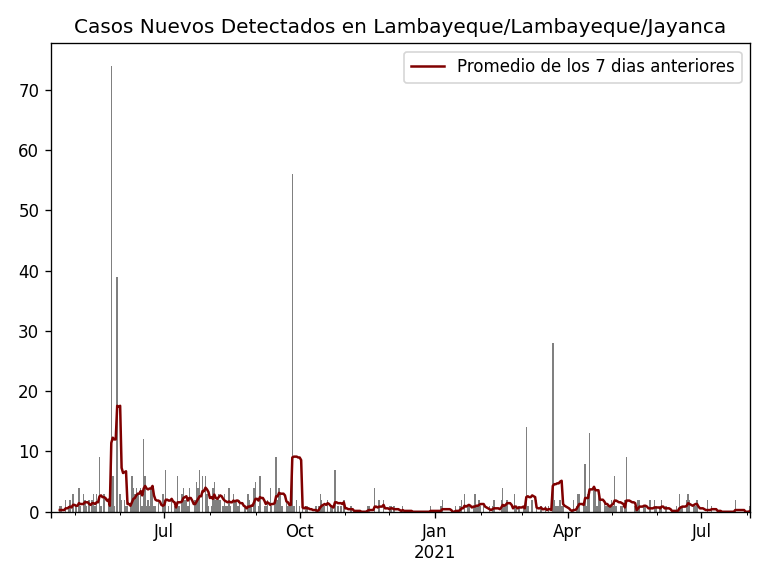 Casos Nuevos Detectados en Lambayeque/Lambayeque/Jayanca
Promedio de los 7 dias anteriores
70
60
50
40
30
20
10
0
Jul
Oct
Jan
2021
Apr
Jul